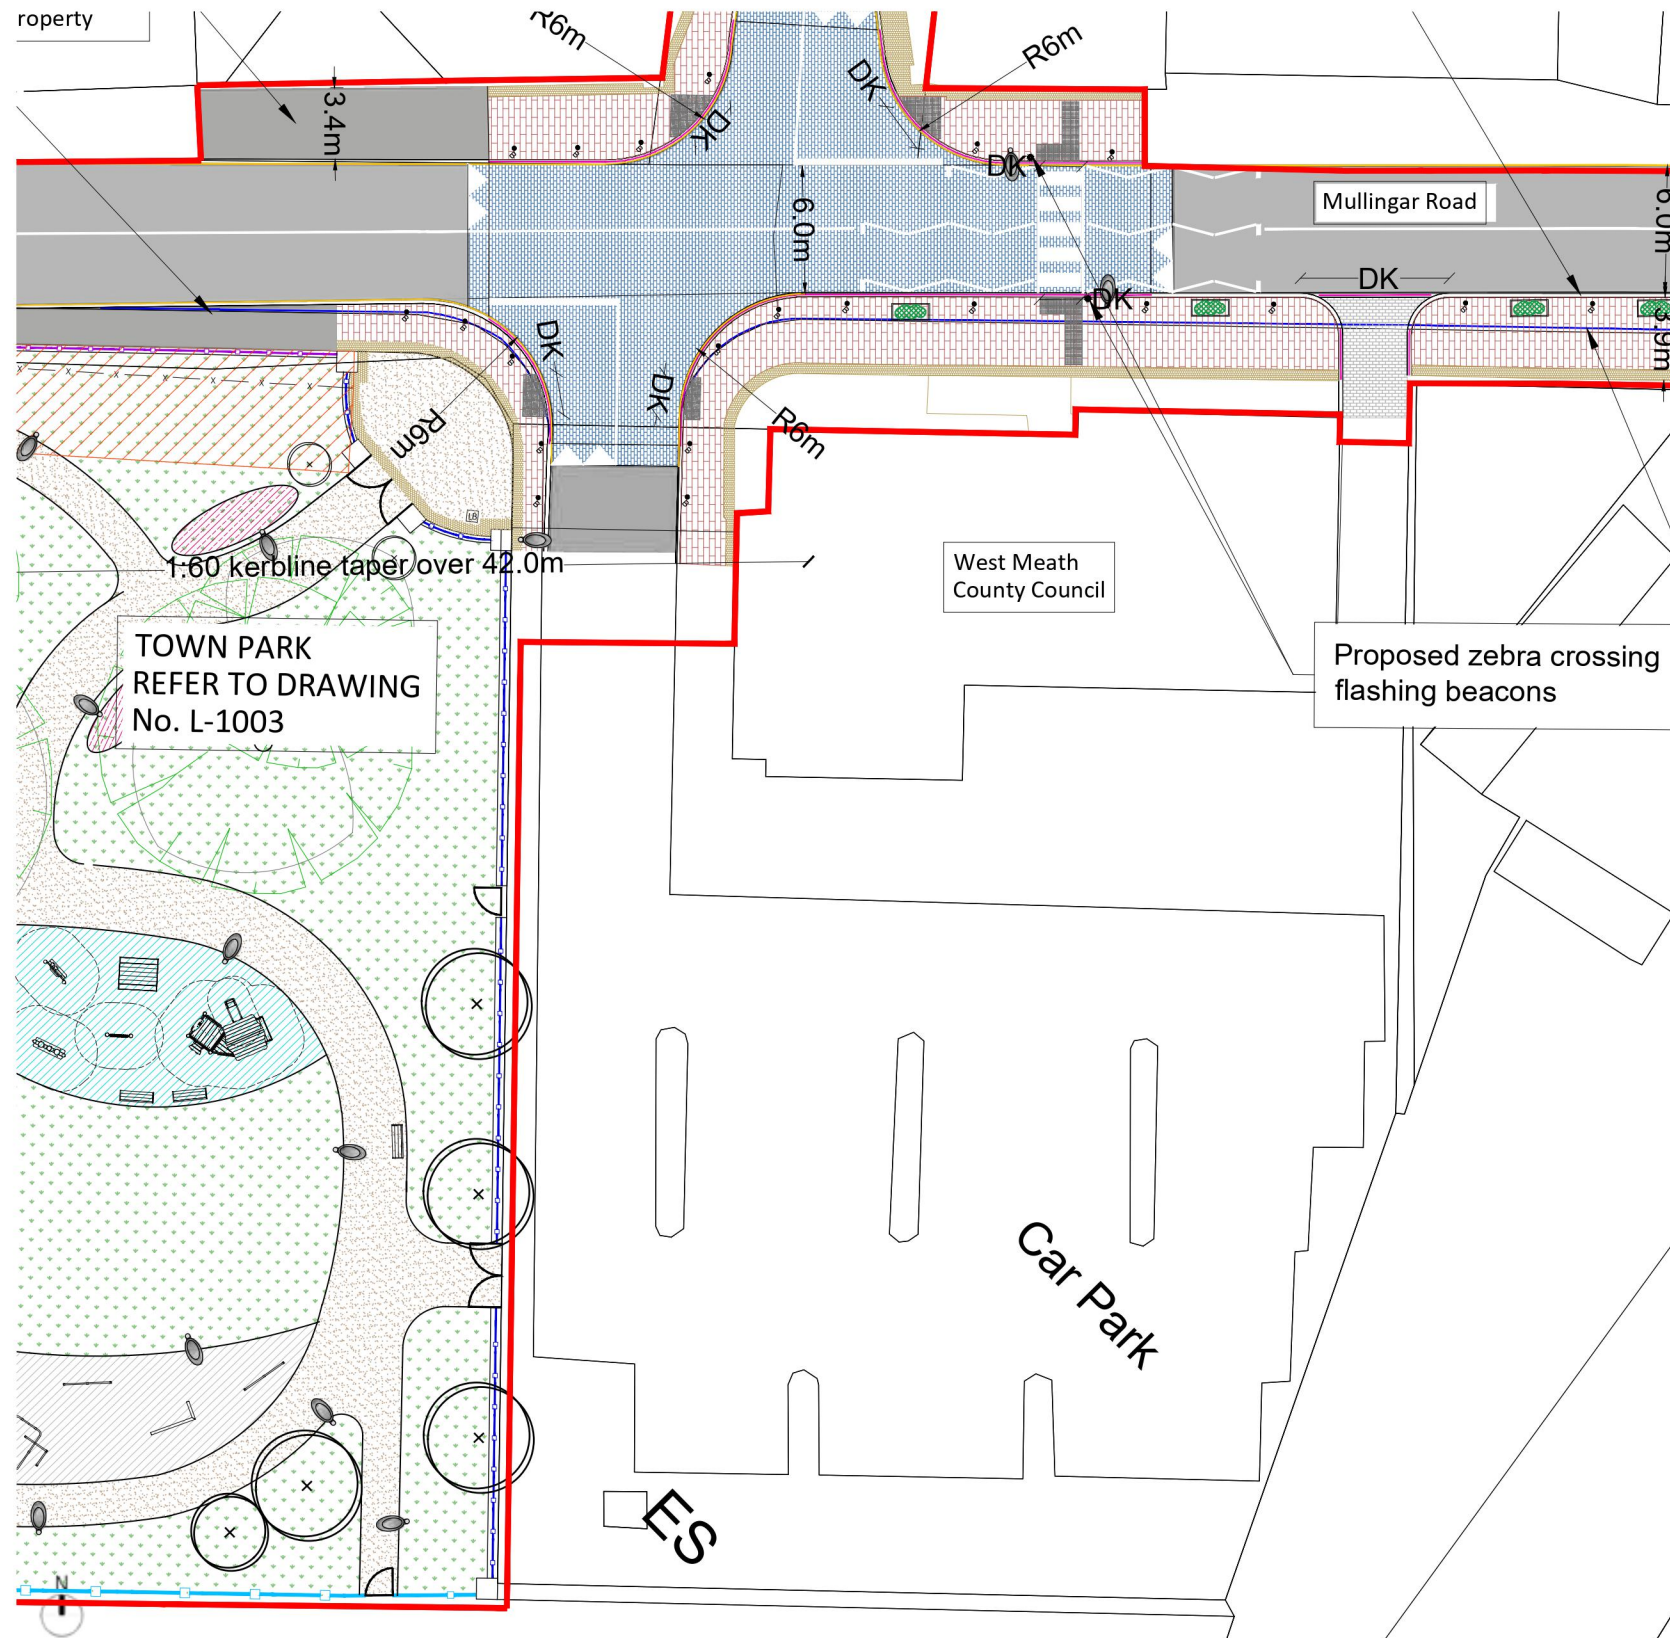 roperty
R6m
R6m
3.4m
DK
DK
DK
Mullingar Road
6.0m
6.0m
DK
DK
3.9m
DK
DK
R6m
R6m
LB
1:60 kerbline taper over 42.0m
West Meath
County Council
TOWN PARK
REFER TO DRAWING
No. L-1003
Proposed zebra crossing
flashing beacons
Car Park
ES
N